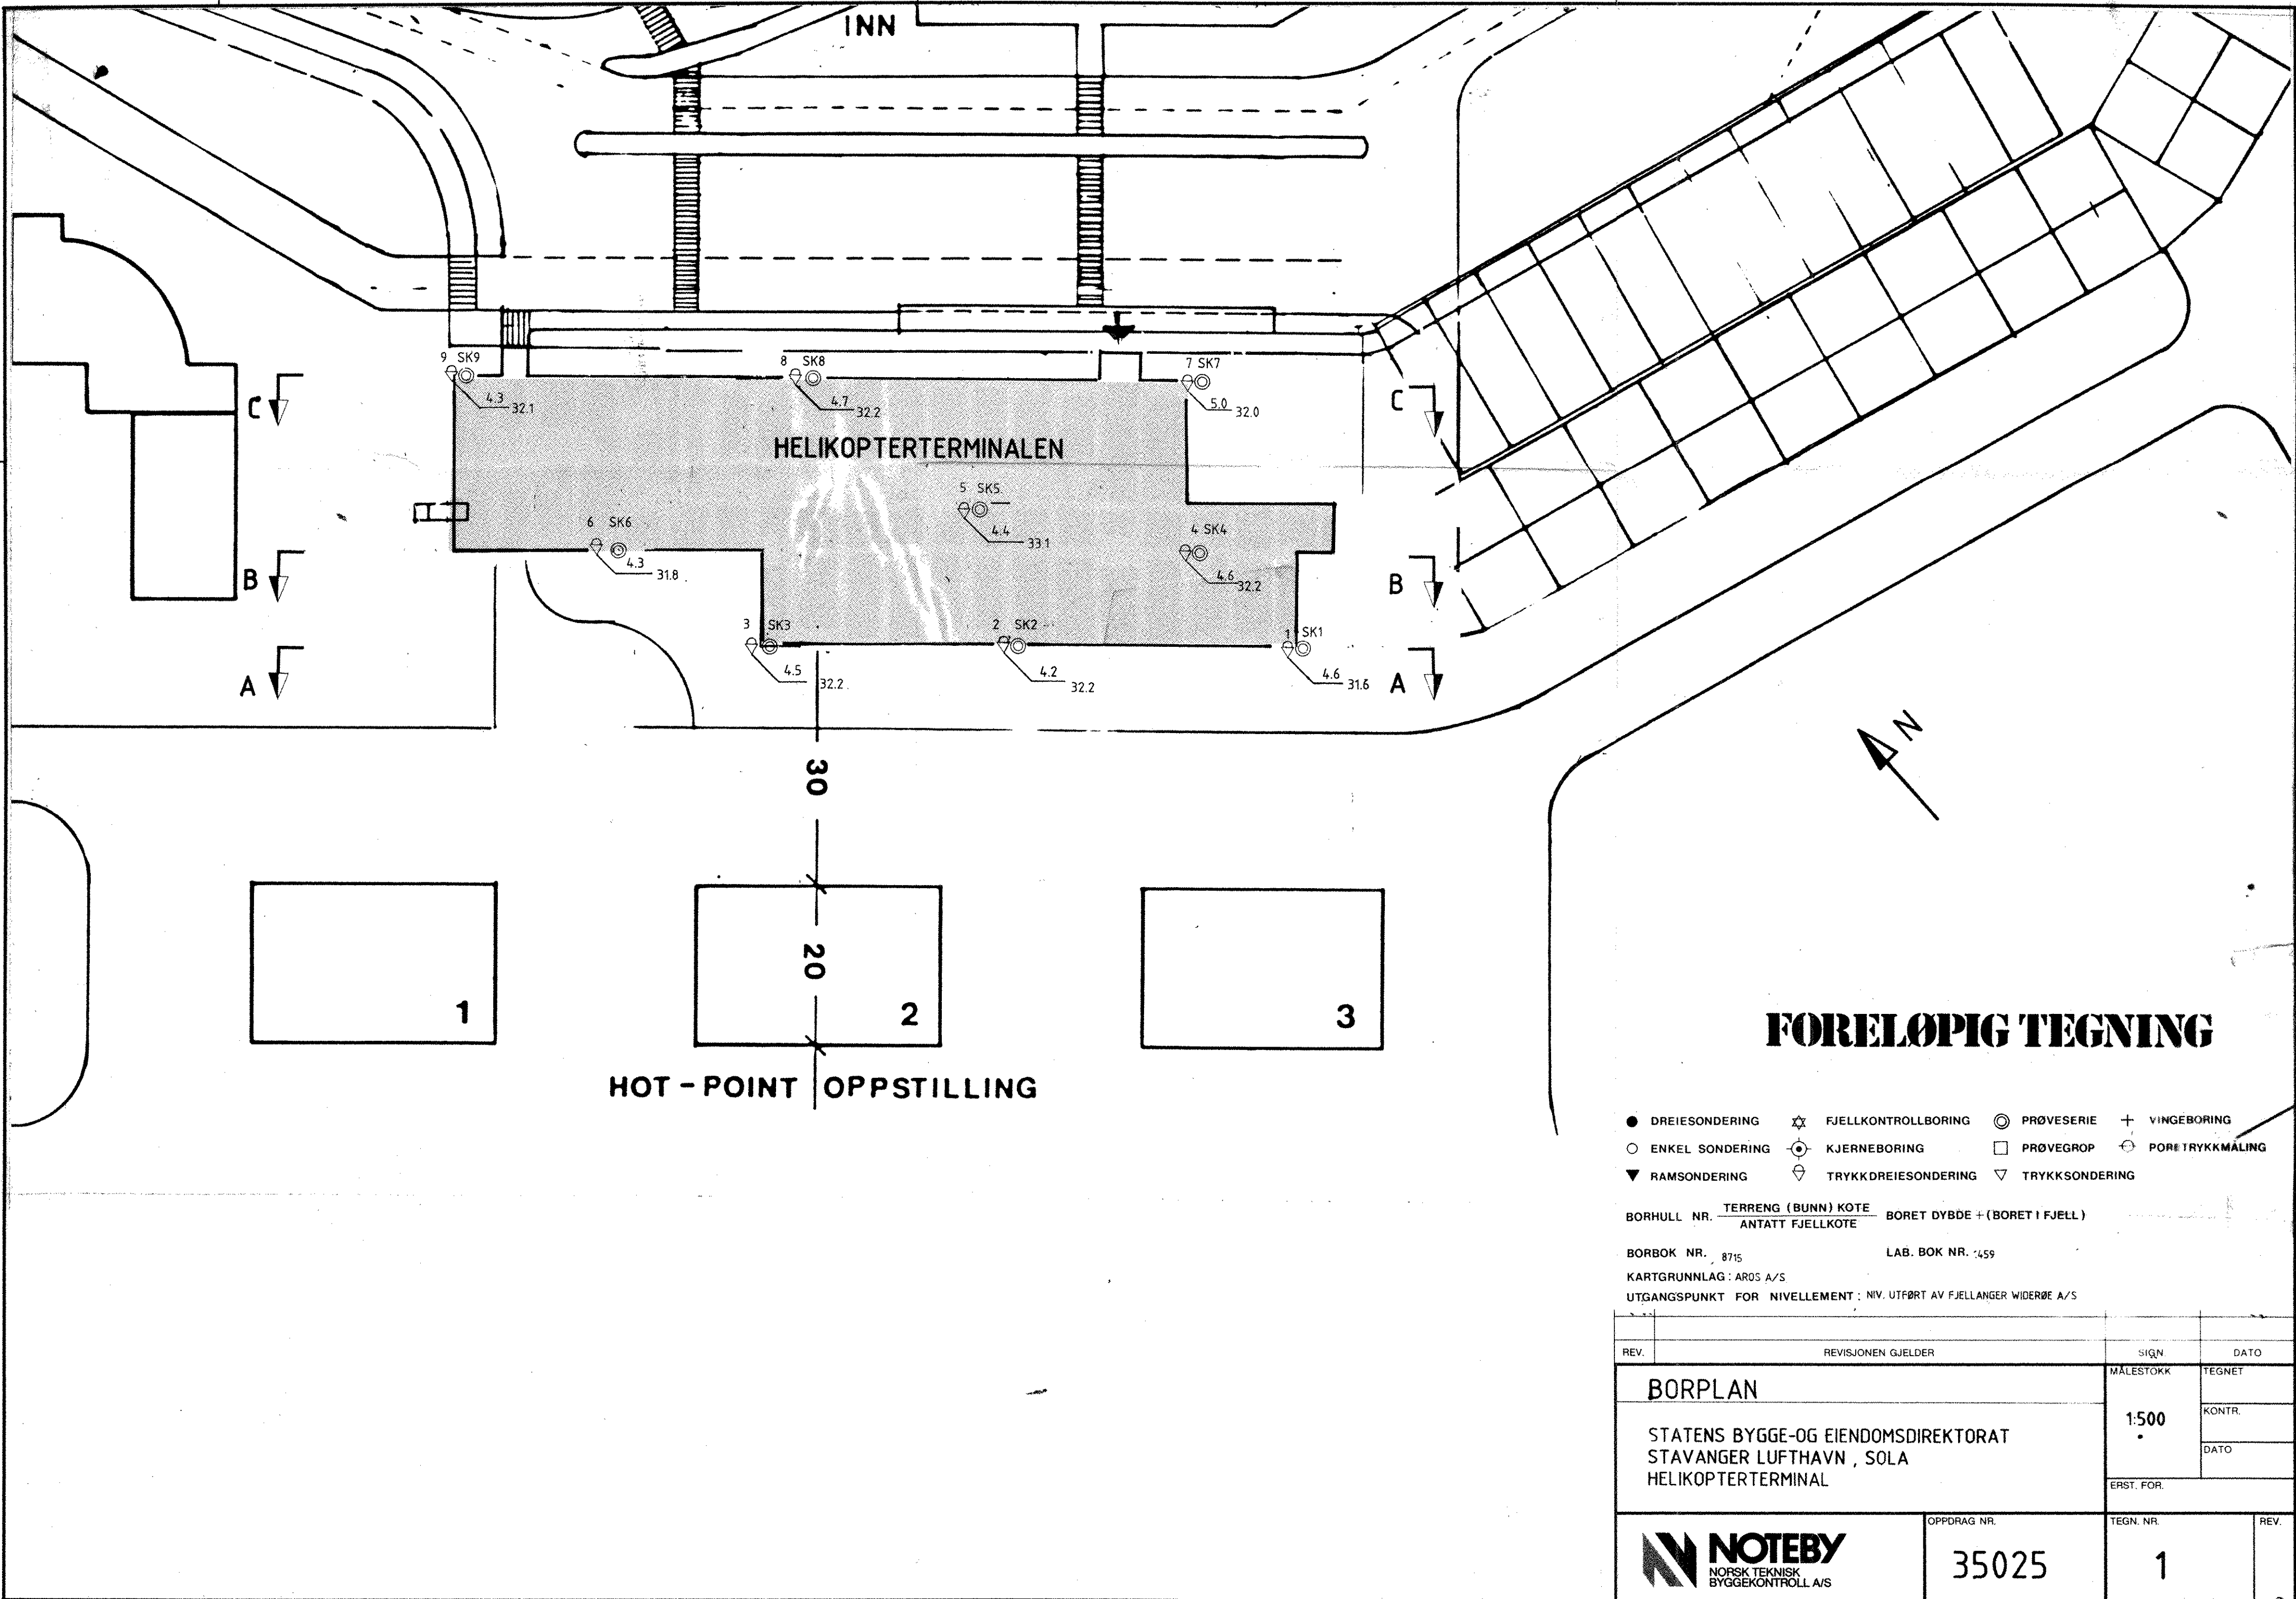 INN
9 SK9
4.3
32.1
8 SK8
4.7
32.2
7 SK7
5.0
32.0
C
C
HELIKOPTERTERMINALEN
5 SK5
4.4
33.1
6 SK6
4.3
31.8
4 SK4
4.6
32.2
B
B
3 SK3
4.5
32.2
2 SK2
4.2
32.2
1 SK1
4.6
31.6
A
A
N
30
20
1
2
3
HOT - POINT OPPSTILLING
FORELØPIG TEGNING
DREIESONDERING FJELLKONTROLLBORING PRØVESERIE VINGEBORING
ENKEL SONDERING KJERNEBORING PRØVEGROP PORETRYKKMÅLING
RAMSONDERING TRYKKDREIESONDERING TRYKKSONDERING
BORHULL NR. TERRENG (BUNN) KOTE BORET DYBDE + (BORET I FJELL)
ANTATT FJELLKOTE
BORBOK NR. 8715 LAB. BOK NR. 1459
KARTGRUNNLAG : AROS A/S
UTGANGSPUNKT FOR NIVELLEMENT : NIV. UTFØRT AV FJELLANGER WIDERØE A/S
REV. REVISJONEN GJELDER SIGN. DATO
BORPLAN
MÅLESTOKK
1:500
TEGNET
KONTR.
DATO
STATENS BYGGE-OG EIENDOMSDIREKTORAT
STAVANGER LUFTHAVN , SOLA
HELIKOPTERTERMINAL
ERST. FOR.
NOTEBY
NORSK TEKNISK
BYGGEKONTROLL A/S
OPPDRAG NR.
35025
TEGN. NR.
1
REV.